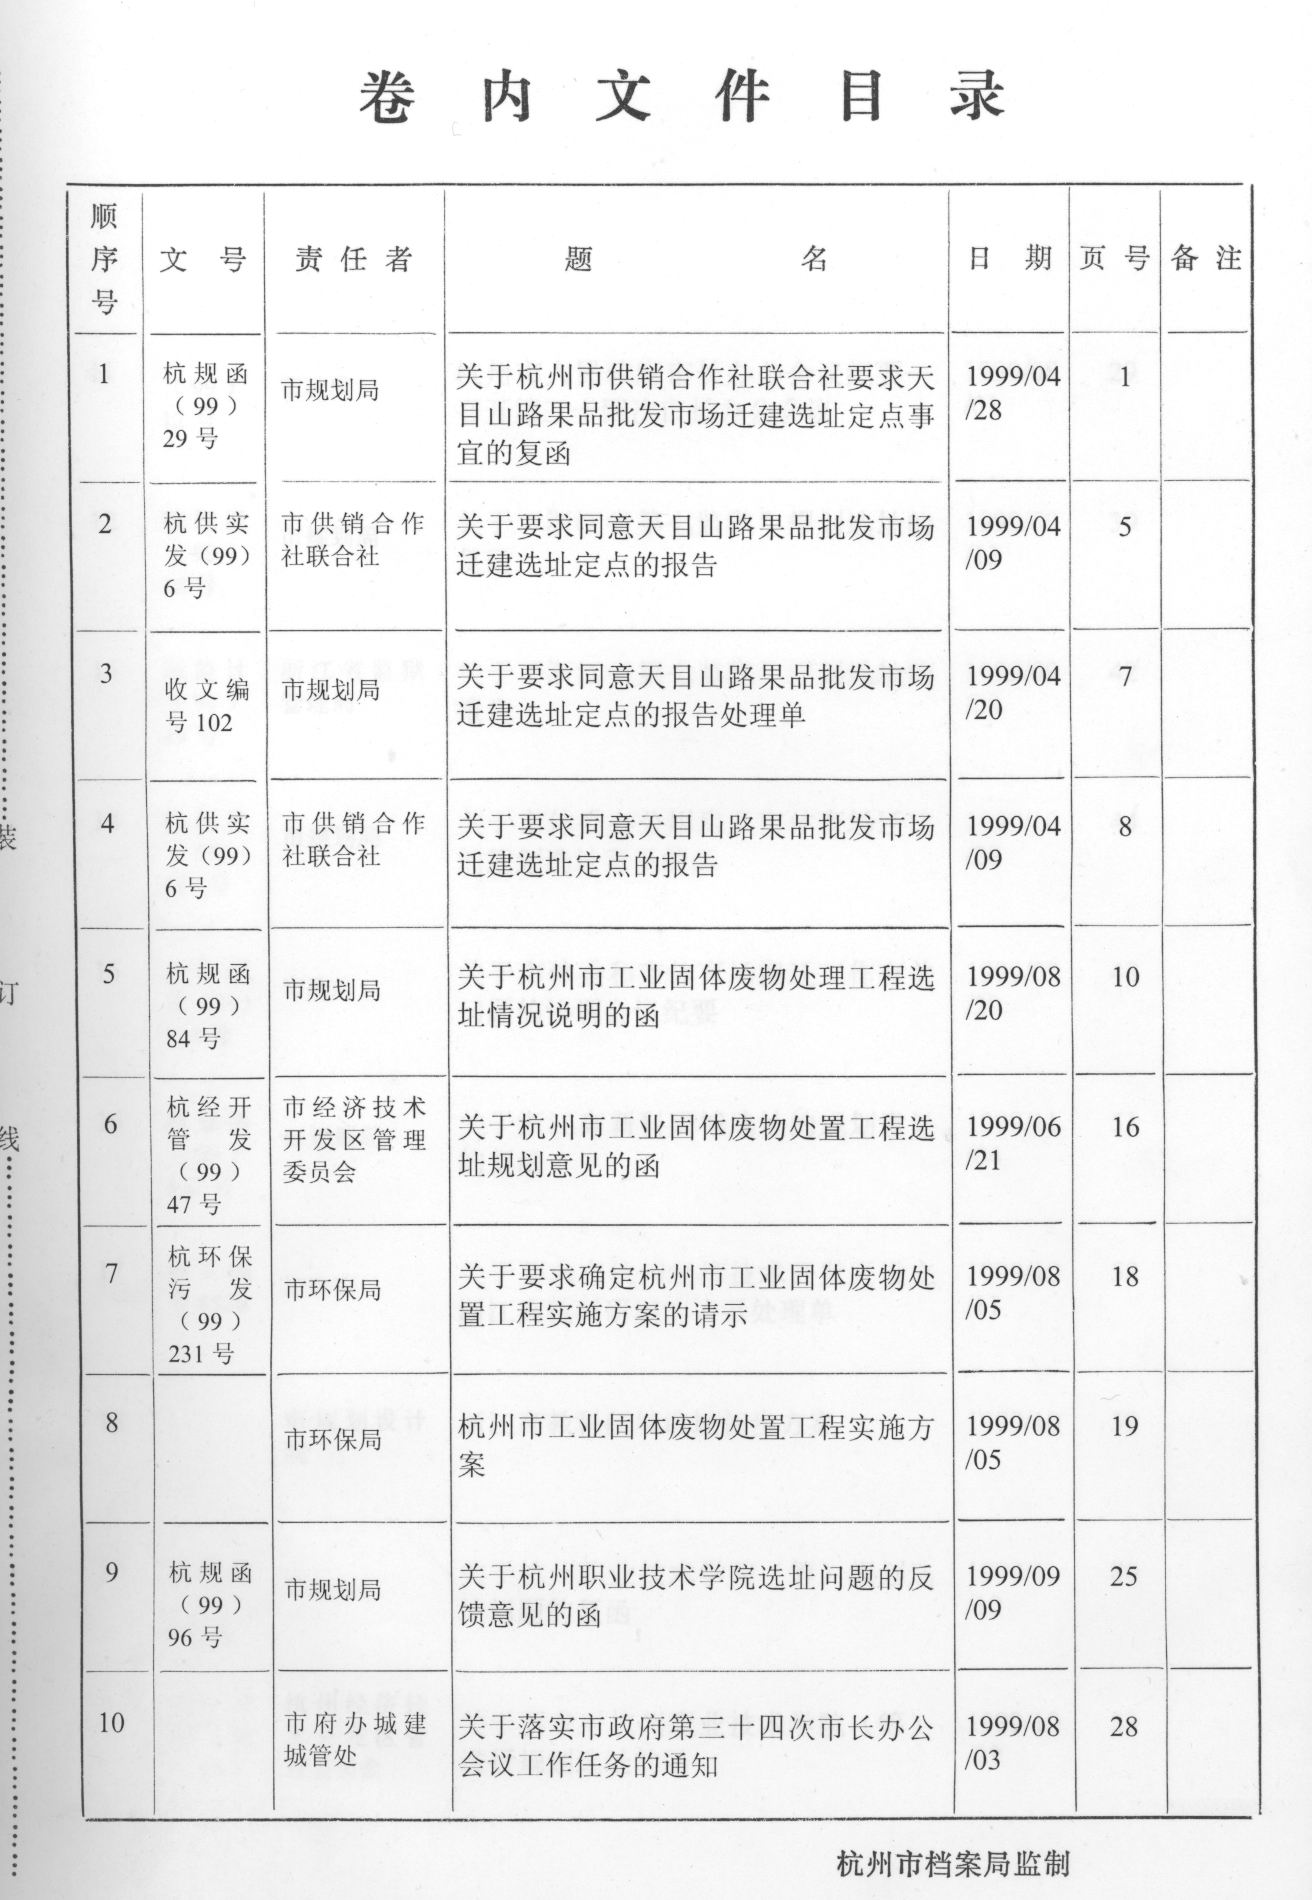 卷内文件目录
顺序号 文号 责任者 题名 日期 页号 备注
1 杭规函 市规划局 关于杭州市供销合作社联合社要求天 1999/04 1
（99） 目山路果品批发市场迁建选址定点事 /28
29号 宜的复函
2 杭供实 市供销合作 关于要求同意天目山路果品批发市场 1999/04 5
发（99） 社联合社 迁建选址定点的报告 /09
6号
3 收文编 市规划局 关于要求同意天目山路果品批发市场 1999/04 7
号102 迁建选址定点的报告处理单 /20
4 杭供实 市供销合作 关于要求同意天目山路果品批发市场 1999/04 8
发（99） 社联合社 迁建选址定点的报告 /09
6号
5 杭规函 市规划局 关于杭州市工业固体废物处理工程选 1999/08 10
（99） 址情况说明的函 /20
84号
6 杭经开 市经济技术 关于杭州市工业固体废物处置工程选 1999/06 16
管发 开发区管理 址规划意见的函 /21
（99） 委员会
47号
7 杭环保 市环保局 关于要求确定杭州市工业固体废物处 1999/08 18
污发 置工程实施方案的请示 /05
（99）
231号
8 市环保局 杭州市工业固体废物处置工程实施方 1999/08 19
案 /05
9 杭规函 市规划局 关于杭州职业技术学院选址问题的反 1999/09 25
（99） 馈意见的函 /09
96号
10 市府办城建 关于落实市政府第三十四次市长办公 1999/08 28
城管处 会议工作任务的通知 /03
杭州市档案局监制
装
订
线